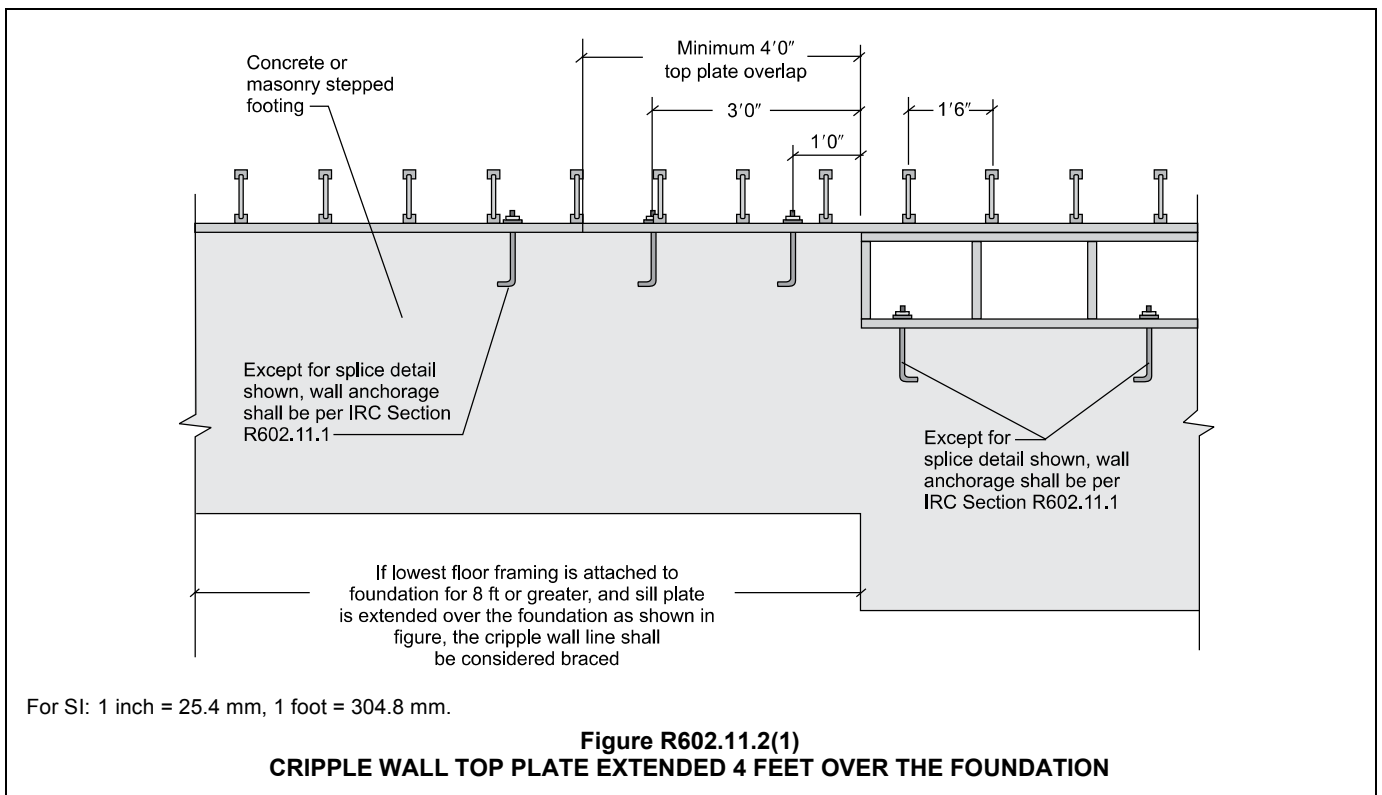 Concrete or
masonry stepped
footing
Minimum 4'0"
top plate overlap
3'0"
1'6"
1'0"
Except for splice detail
shown, wall anchorage
shall be per IRC Section
R602.11.1
Except for
splice detail shown, wall
anchorage shall be per
IRC Section R602.11.1
If lowest floor framing is attached to
foundation for 8 ft or greater, and sill plate
is extended over the foundation as shown in
figure, the cripple wall line shall
be considered braced
For SI: 1 inch = 25.4 mm, 1 foot = 304.8 mm.
Figure R602.11.2(1)
CRIPPLE WALL TOP PLATE EXTENDED 4 FEET OVER THE FOUNDATION